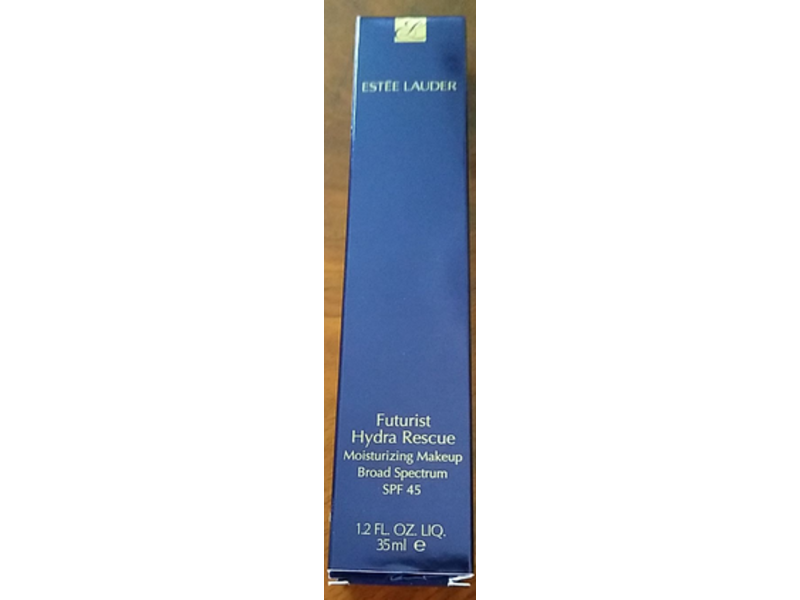 ESTĒE LAUDER
Futurist
Hydra Rescue
Moisturizing Makeup
Broad Spectrum
SPF 45
1.2 FL. OZ. LIQ.
35ml ℮